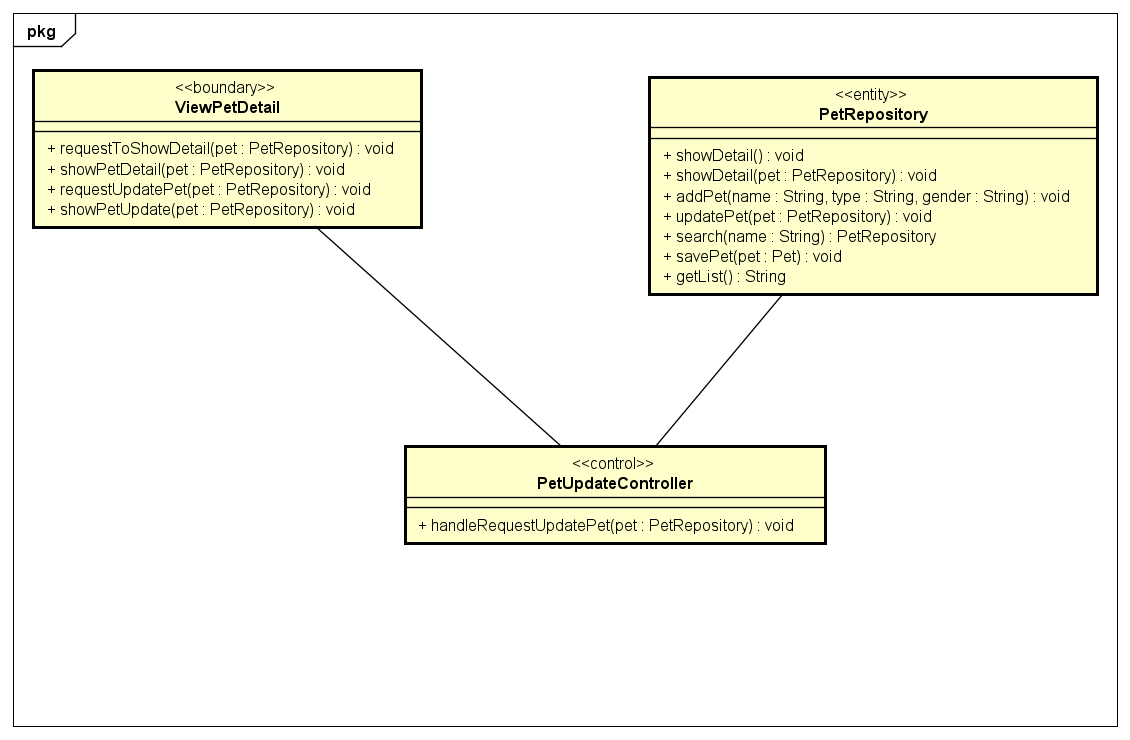 pkg
<<boundary>>
ViewPetDetail
+ requestToShowDetail(pet : PetRepository) : void
+ showPetDetail(pet : PetRepository) : void
+ requestUpdatePet(pet : PetRepository) : void
+ showPetUpdate(pet : PetRepository) : void
<<entity>>
PetRepository
+ showDetail() : void
+ showDetail(pet : PetRepository) : void
+ addPet(name : String, type : String, gender : String) : void
+ updatePet(pet : PetRepository) : void
+ search(name : String) : PetRepository
+ savePet(pet : Pet) : void
+ getList() : String
<<control>>
PetUpdateController
+ handleRequestUpdatePet(pet : PetRepository) : void